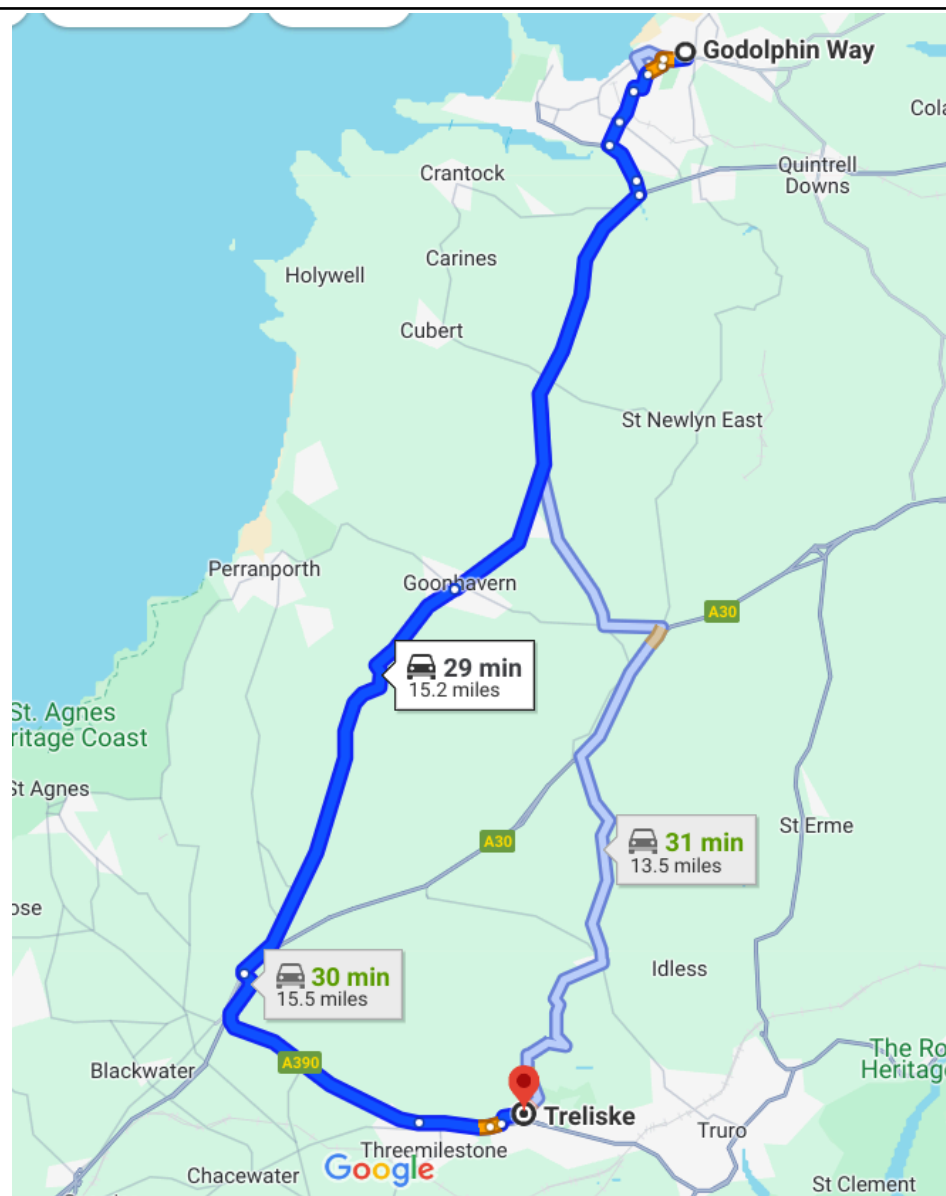 Godolphin Way
Cola
Quintrell
Downs
Crantock
Carines
Holywell
Cubert
St Newlyn East
Perranporth
Goonhavern
A30
29 min
15.2 miles
St. Agnes
ritage Coast
St Agnes
St Erme
A30
31 min
13.5 miles
ose
Idless
30 min
15.5 miles
The Ro
Heritage
Blackwater
A390
Treliske
Truro
Threemilestone
Google
Chacewater
St Clement